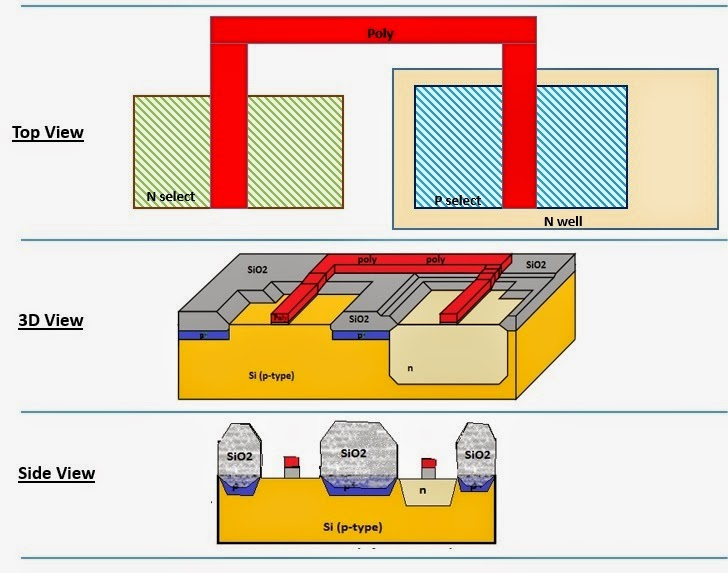 Poly
Top View
N select
P select
N well
poly
poly
SiO2
SiO2
3D View
Poly
SiO2
p-
n
Si (p-type)
SiO2
SiO2
SiO2
Side View
n
Si (p-type)